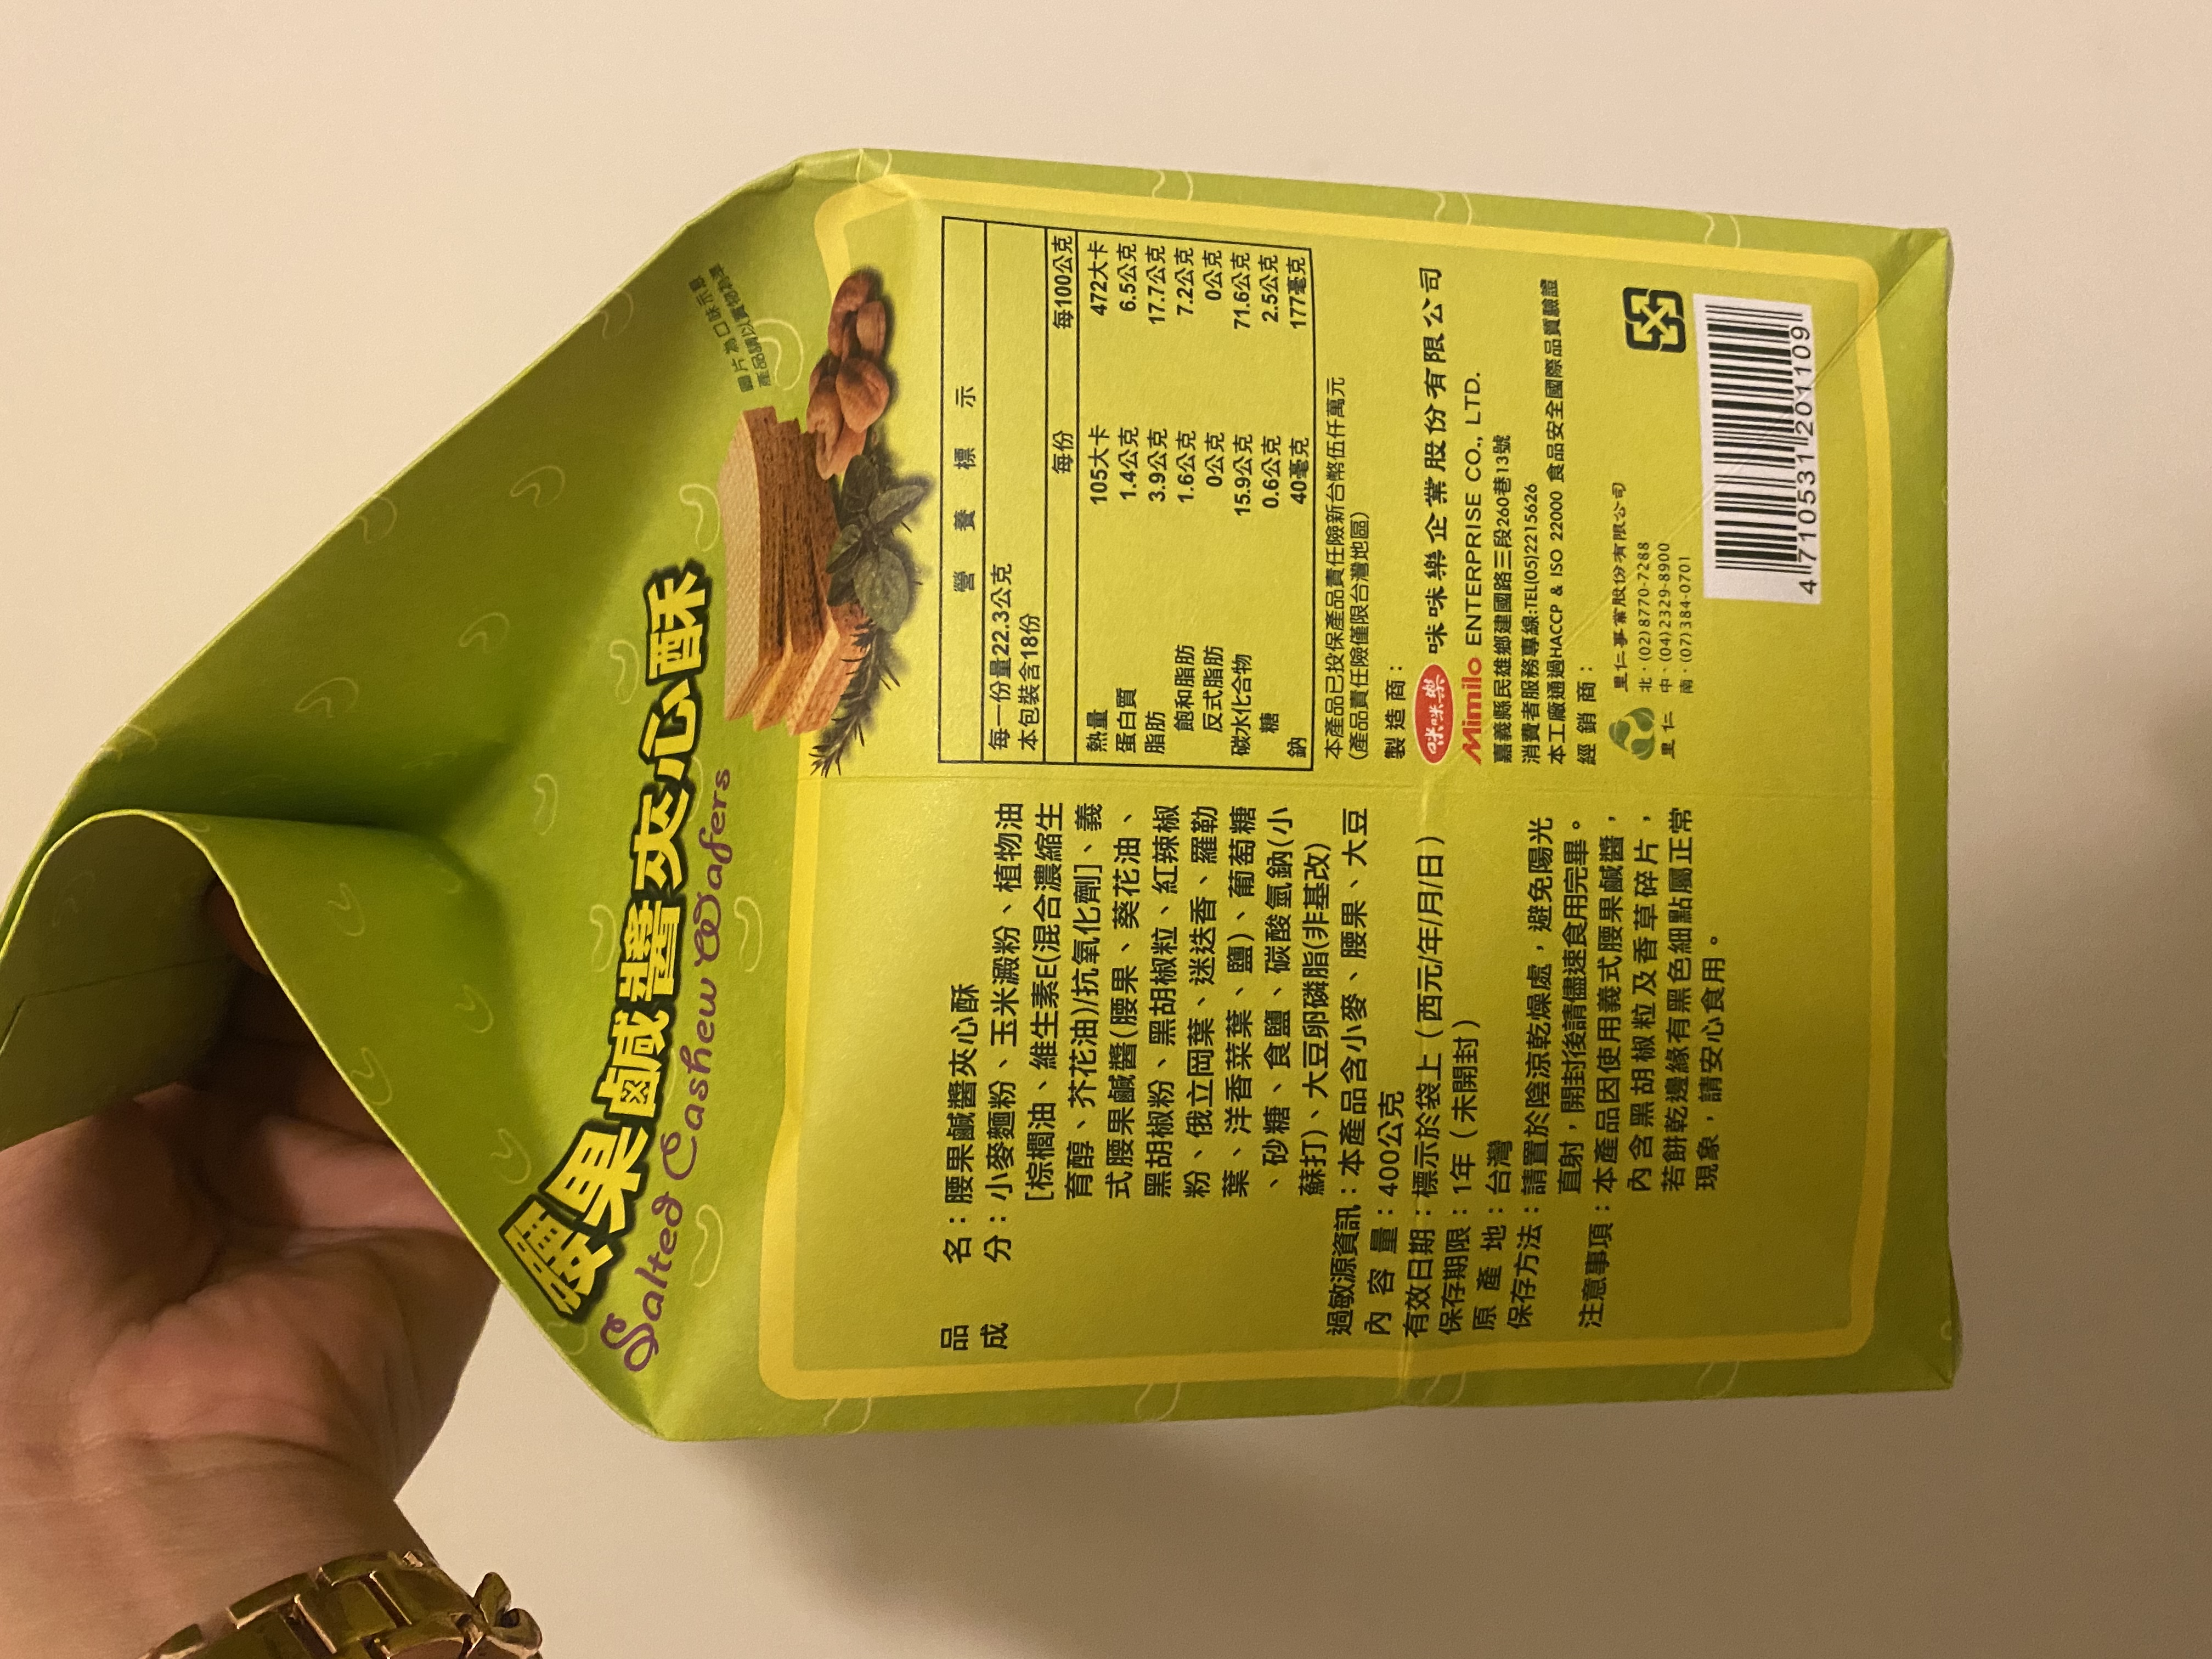 腰果鹹醬夾心酥
Salted Cashew Wafers
圖片為口味示意
產品請以實物為準
品名：腰果鹹醬夾心酥
成分：小麥麵粉、玉米澱粉、植物油
[棕櫚油、維生素E(混合濃縮生
育醇、芥花油)/抗氧化劑]、義
式腰果鹹醬(腰果、葵花油、
黑胡椒粉、黑胡椒粒、紅辣椒
粉、俄立岡葉、迷迭香、羅勒
葉、洋香菜葉、鹽)、葡萄糖
、砂糖、食鹽、碳酸氫鈉(小
蘇打)、大豆卵磷脂(非基改)
過敏源資訊：本產品含小麥、腰果、大豆
內容量：400公克
有效日期：標示於袋上（西元/年/月/日）
保存期限：1年（未開封）
原產地：台灣
保存方法：請置於陰涼乾燥處，避免陽光
直射，開封後請儘速食用完畢。
注意事項：本產品因使用義式腰果鹹醬，
內含黑胡椒粒及香草碎片，
若餅乾邊緣有黑色細點屬正常
現象，請安心食用。
營養標示
每一份量22.3公克
本包裝含18份
每份 每100公克
熱量 105大卡 472大卡
蛋白質 1.4公克 6.5公克
脂肪 3.9公克 17.7公克
飽和脂肪 1.6公克 7.2公克
反式脂肪 0公克 0公克
碳水化合物 15.9公克 71.6公克
糖 0.6公克 2.5公克
鈉 40毫克 177毫克
本產品已投保產品責任險新台幣伍仟萬元
(產品責任險僅限台灣地區)
製造商：
咪咪樂 咪咪樂企業股份有限公司
Mimilo ENTERPRISE CO., LTD.
嘉義縣民雄鄉建國路三段260巷13號
消費者服務專線:TEL(05)2215626
本工廠通過HACCP & ISO 22000 食品安全國際品質驗證
經銷商：
里仁 里仁事業股份有限公司
北．(02)8770-7288
中．(04)2329-8900
南．(07)384-0701
4 710531 201109